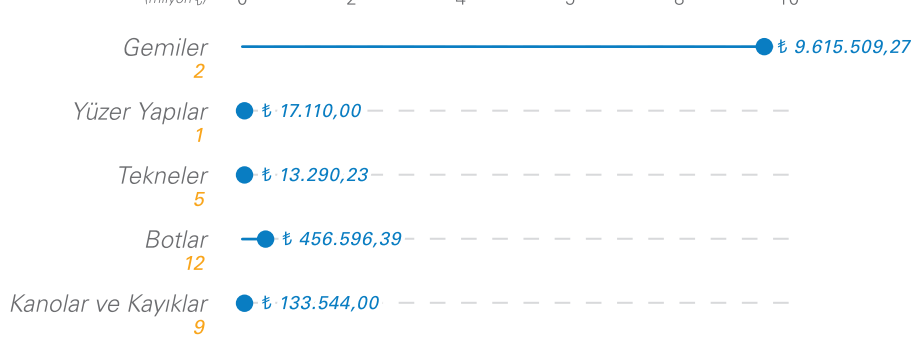 (milyon ₺) 0 2 4 6 8 10
Gemiler ₺ 9.615.509,27
2
Yüzer Yapılar ₺ 17.110,00
1
Tekneler ₺ 13.290,23
5
Botlar ₺ 456.596,39
12
Kanolar ve Kayıklar ₺ 133.544,00
9